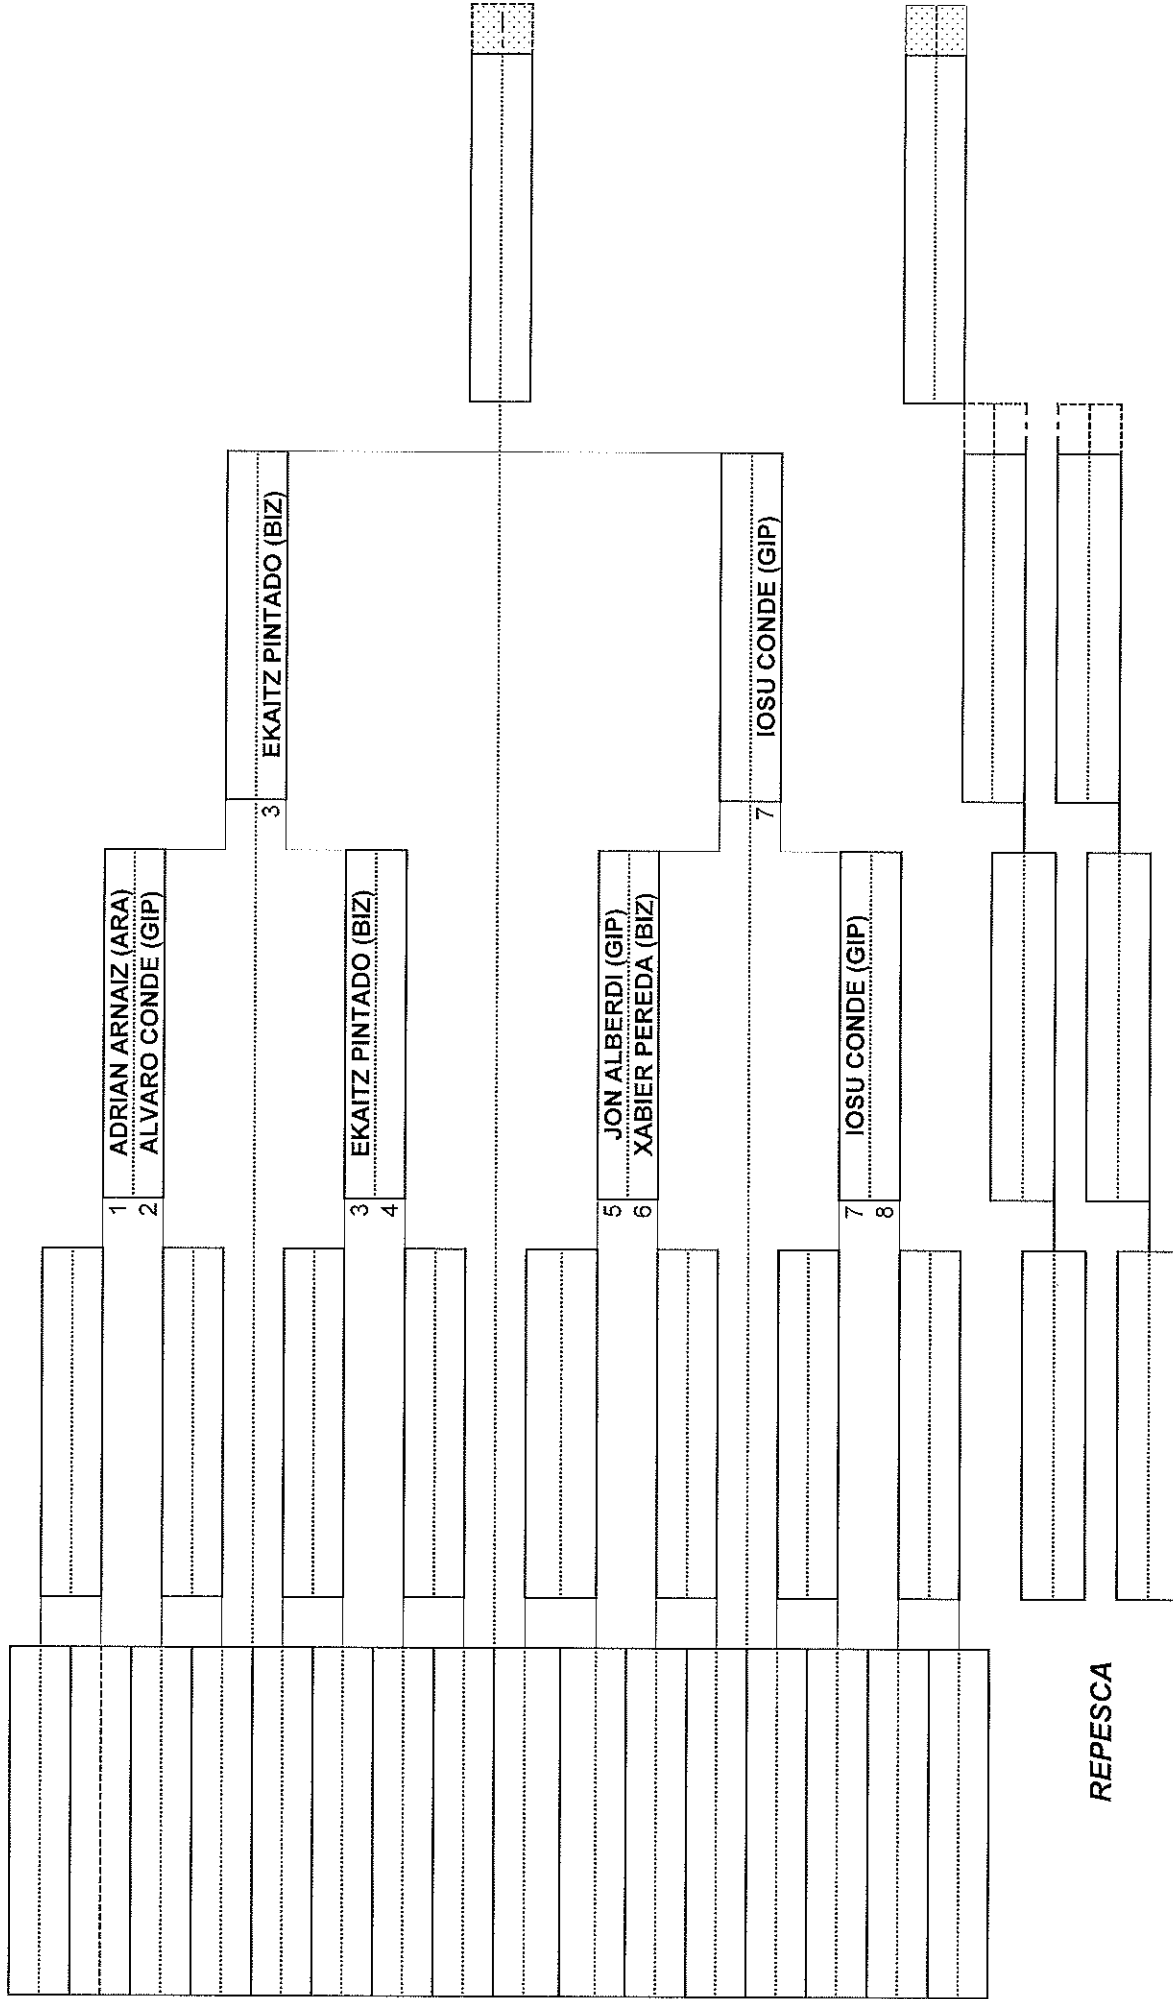 1 ADRIAN ARNAIZ (ARA)
2 ALVARO CONDE (GIP)
3 EKAITZ PINTADO (BIZ)
3 EKAITZ PINTADO (BIZ)
4
5 JON ALBERDI (GIP)
6 XABIER PEREDA (BIZ)
7 IOSU CONDE (GIP)
7 IOSU CONDE (GIP)
8
REPESCA